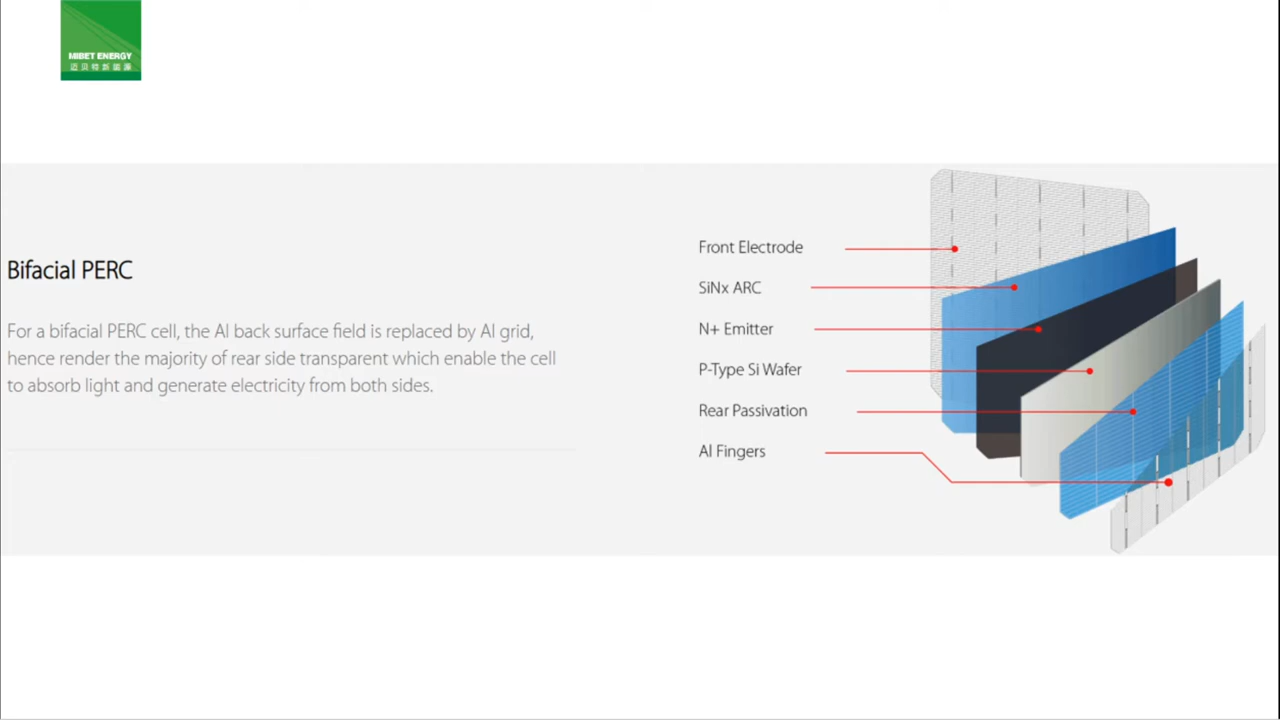 MIBET ENERGY
迈贝特新能源
Bifacial PERC
For a bifacial PERC cell, the Al back surface field is replaced by Al grid,
hence render the majority of rear side transparent which enable the cell
to absorb light and generate electricity from both sides.
Front Electrode
SiNx ARC
N+ Emitter
P-Type Si Wafer
Rear Passivation
Al Fingers